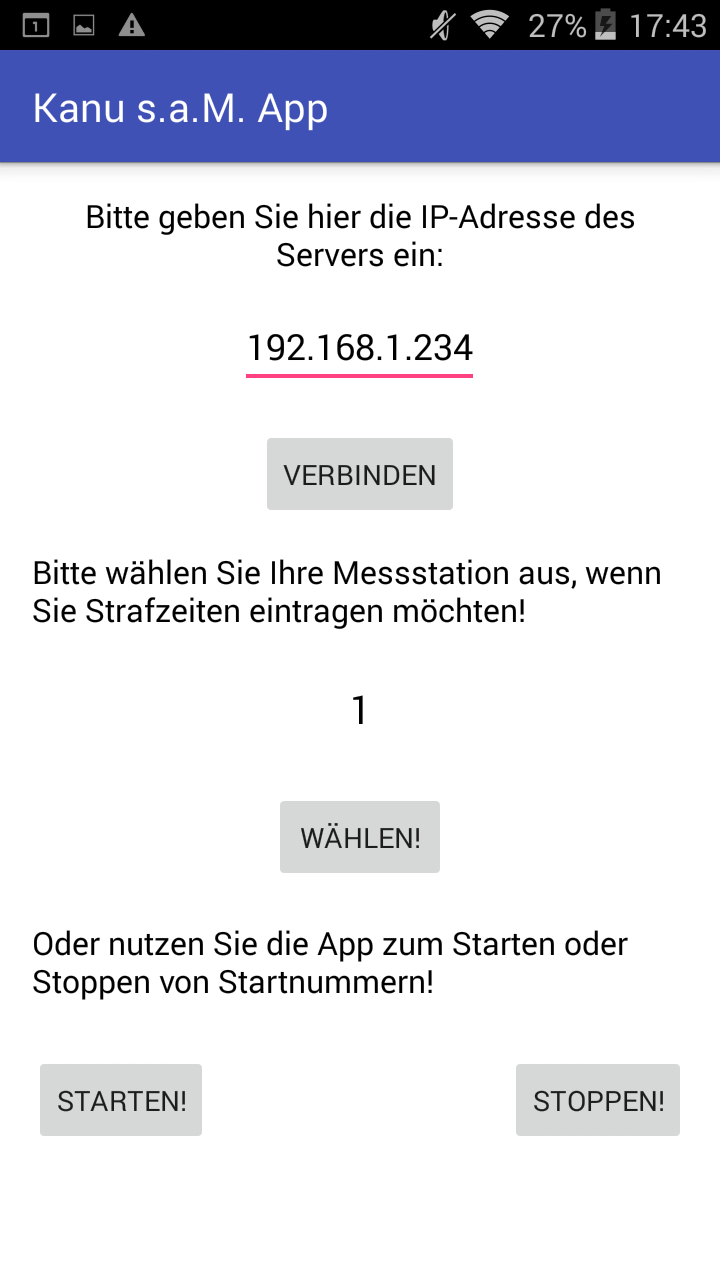 1
27%
17:43
Kanu s.a.M. App
Bitte geben Sie hier die IP-Adresse des
Servers ein:
192.168.1.234
VERBINDEN
Bitte wählen Sie Ihre Messstation aus, wenn
Sie Strafzeiten eintragen möchten!
1
WÄHLEN!
Oder nutzen Sie die App zum Starten oder
Stoppen von Startnummern!
STARTEN!
STOPPEN!